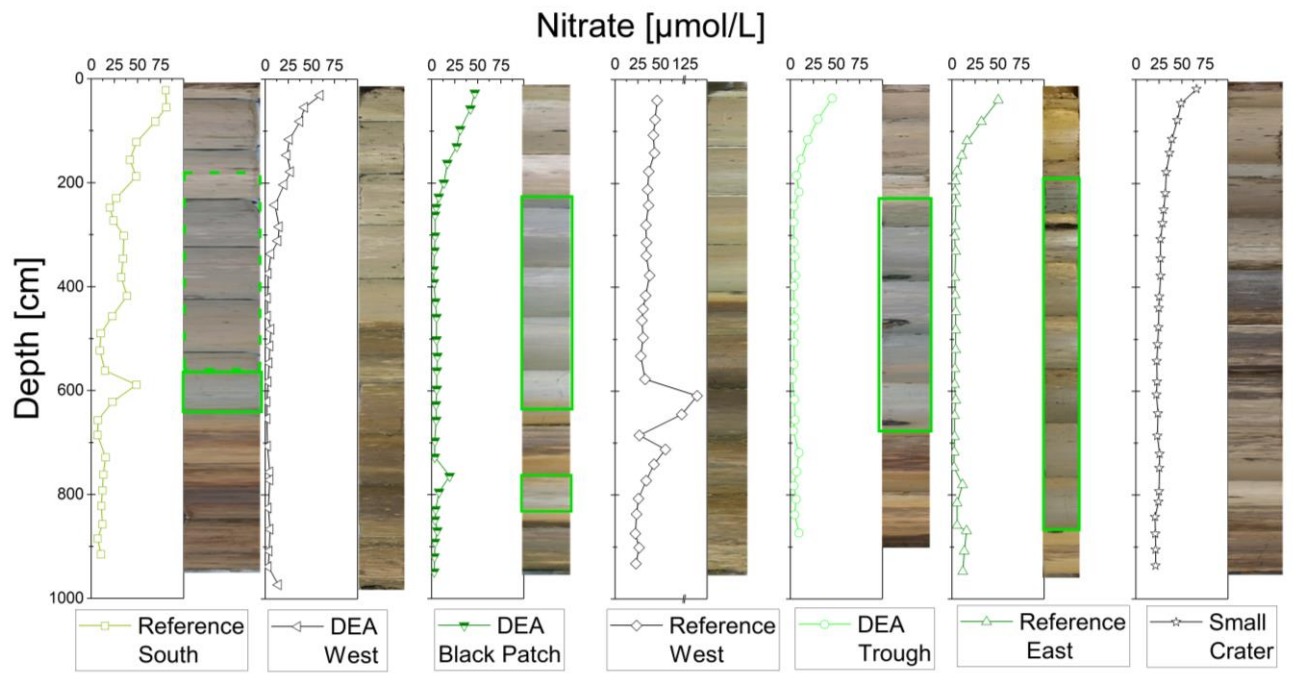 Nitrate [µmol/L]
0 25 50 75
0 25 50 75
0 25 50 75
0 25 50 125
0 25 50 75
0 25 50 75
0 25 50 75
Depth [cm]
0
200
400
600
800
1000
Reference
South
DEA
West
DEA
Black Patch
Reference
West
DEA
Trough
Reference
East
Small
Crater